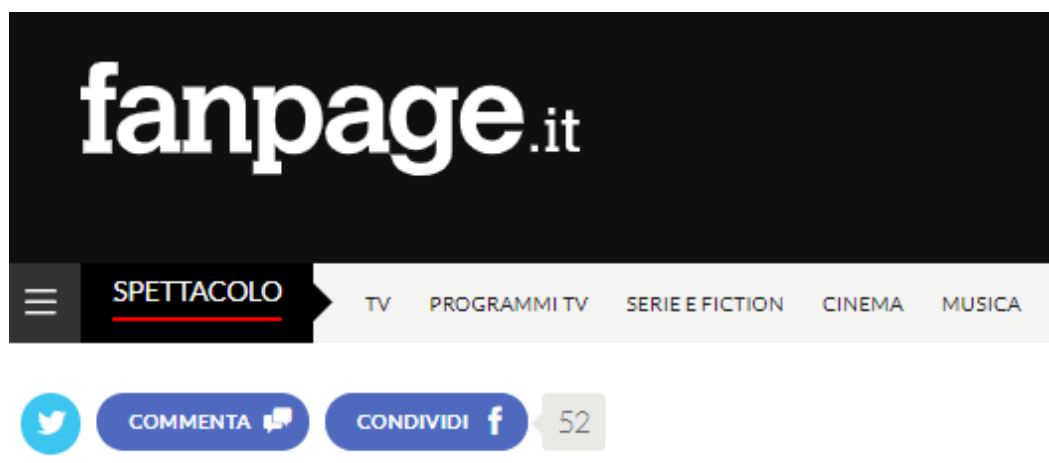 fanpage.it
SPETTACOLO TV PROGRAMMI TV SERIE E FICTION CINEMA MUSICA
COMMENTA CONDIVIDI f 52